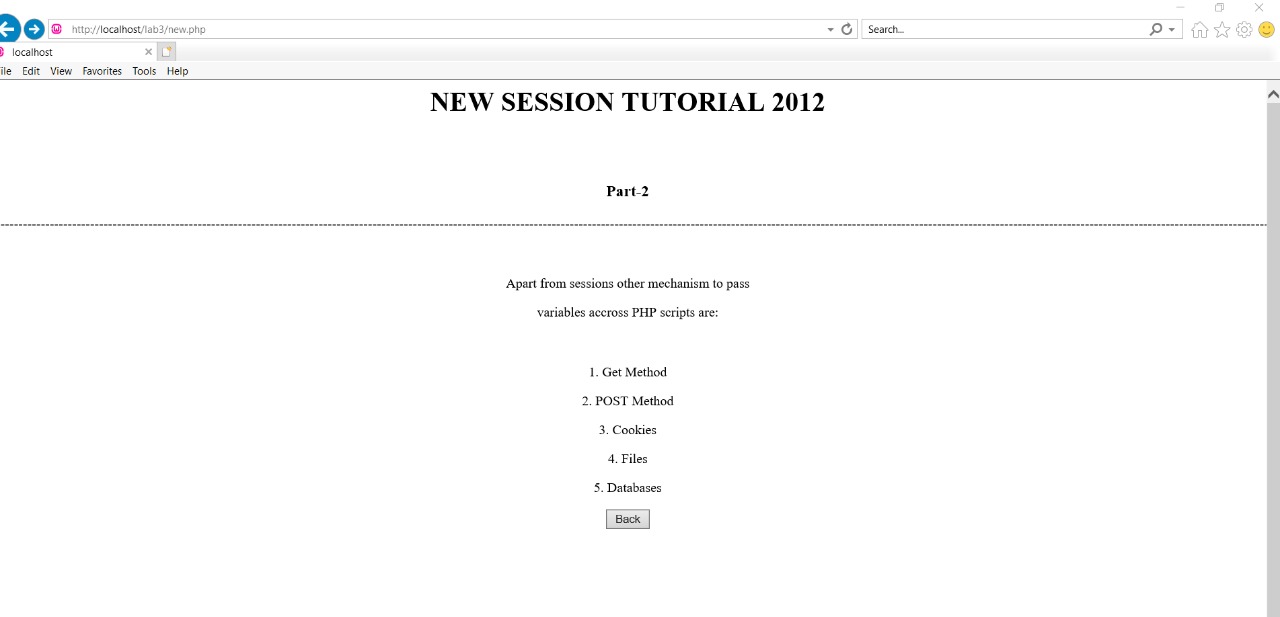 http://localhost/lab3/new.php
Search...
localhost
ile Edit View Favorites Tools Help
NEW SESSION TUTORIAL 2012
Part-2
Apart from sessions other mechanism to pass
variables accross PHP scripts are:
1. Get Method
2. POST Method
3. Cookies
4. Files
5. Databases
Back